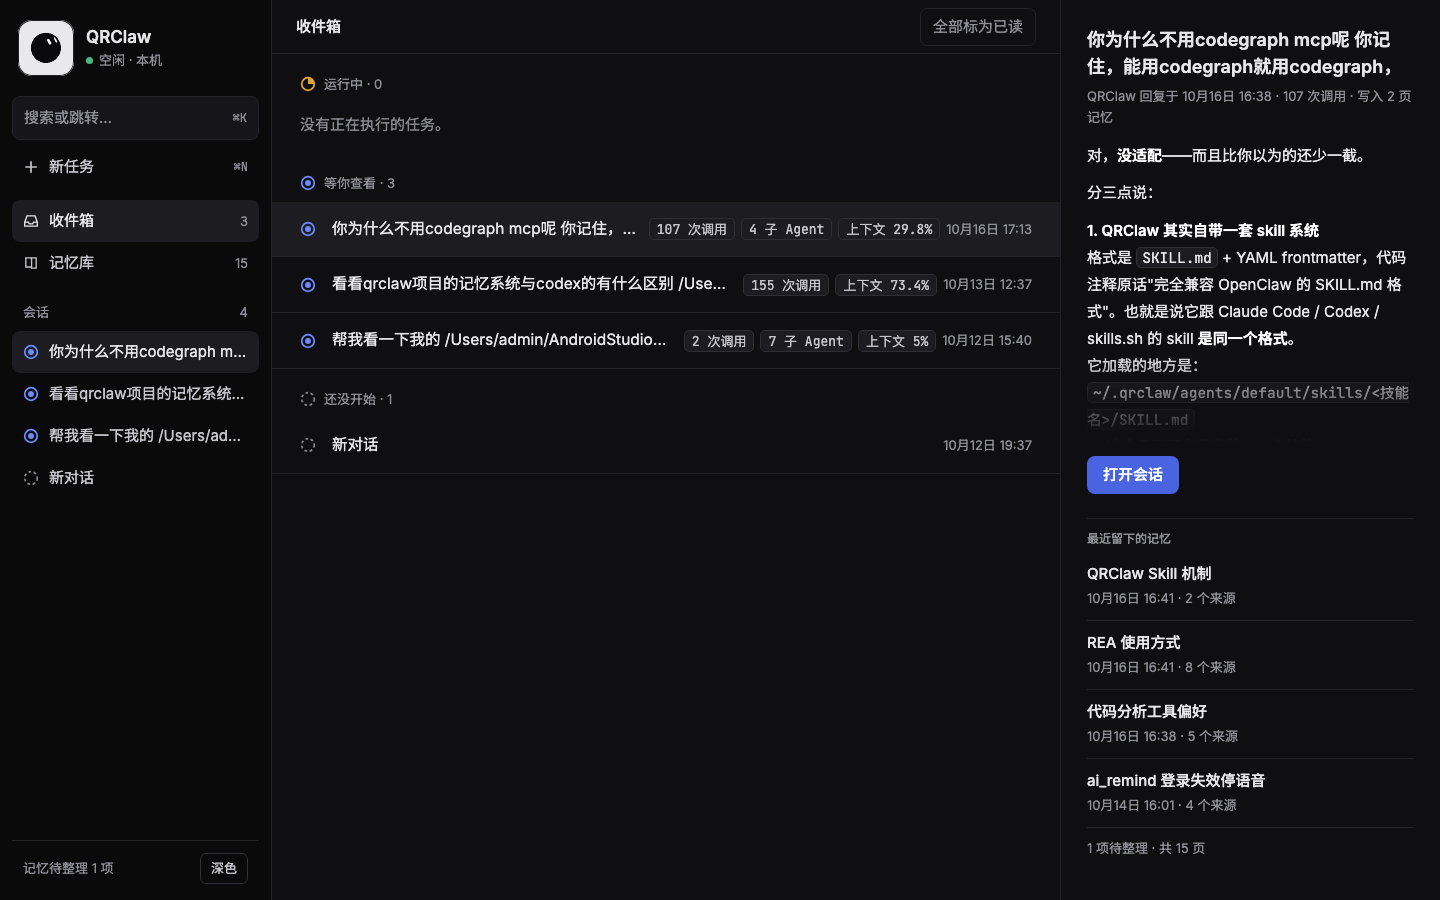 QRClaw
空闲 · 本机
搜索或跳转... ⌘K
新任务 ⌘N
收件箱 3
记忆库 15
会话 4
你为什么不用codegraph m...
看看qrclaw项目的记忆系统...
帮我看一下我的 /Users/ad...
新对话
记忆待整理 1 项
深色
收件箱
全部标为已读
运行中 · 0
没有正在执行的任务。
等你查看 · 3
你为什么不用codegraph mcp呢 你记住，... 107 次调用 4 子 Agent 上下文 29.8% 10月16日 17:13
看看qrclaw项目的记忆系统与codex的有什么区别 /Use... 155 次调用 上下文 73.4% 10月13日 12:37
帮我看一下我的 /Users/admin/AndroidStudio... 2 次调用 7 子 Agent 上下文 5% 10月12日 15:40
还没开始 · 1
新对话 10月12日 19:37
你为什么不用codegraph mcp呢 你记
住，能用codegraph就用codegraph，
QRClaw 回复于 10月16日 16:38 · 107 次调用 · 写入 2 页
记忆
对，没适配——而且比你以为的还少一截。
分三点说：
1. QRClaw 其实自带一套 skill 系统
格式是 SKILL.md + YAML frontmatter，代码
注释原话"完全兼容 OpenClaw 的 SKILL.md 格
式"。也就是说它跟 Claude Code / Codex /
skills.sh 的 skill 是同一个格式。
它加载的地方是：
~/.qrclaw/agents/default/skills/<技能
名>/SKILL.md
打开会话
最近留下的记忆
QRClaw Skill 机制
10月16日 16:41 · 2 个来源
REA 使用方式
10月16日 16:41 · 8 个来源
代码分析工具偏好
10月16日 16:38 · 5 个来源
ai_remind 登录失效停语音
10月14日 16:01 · 4 个来源
1 项待整理 · 共 15 页